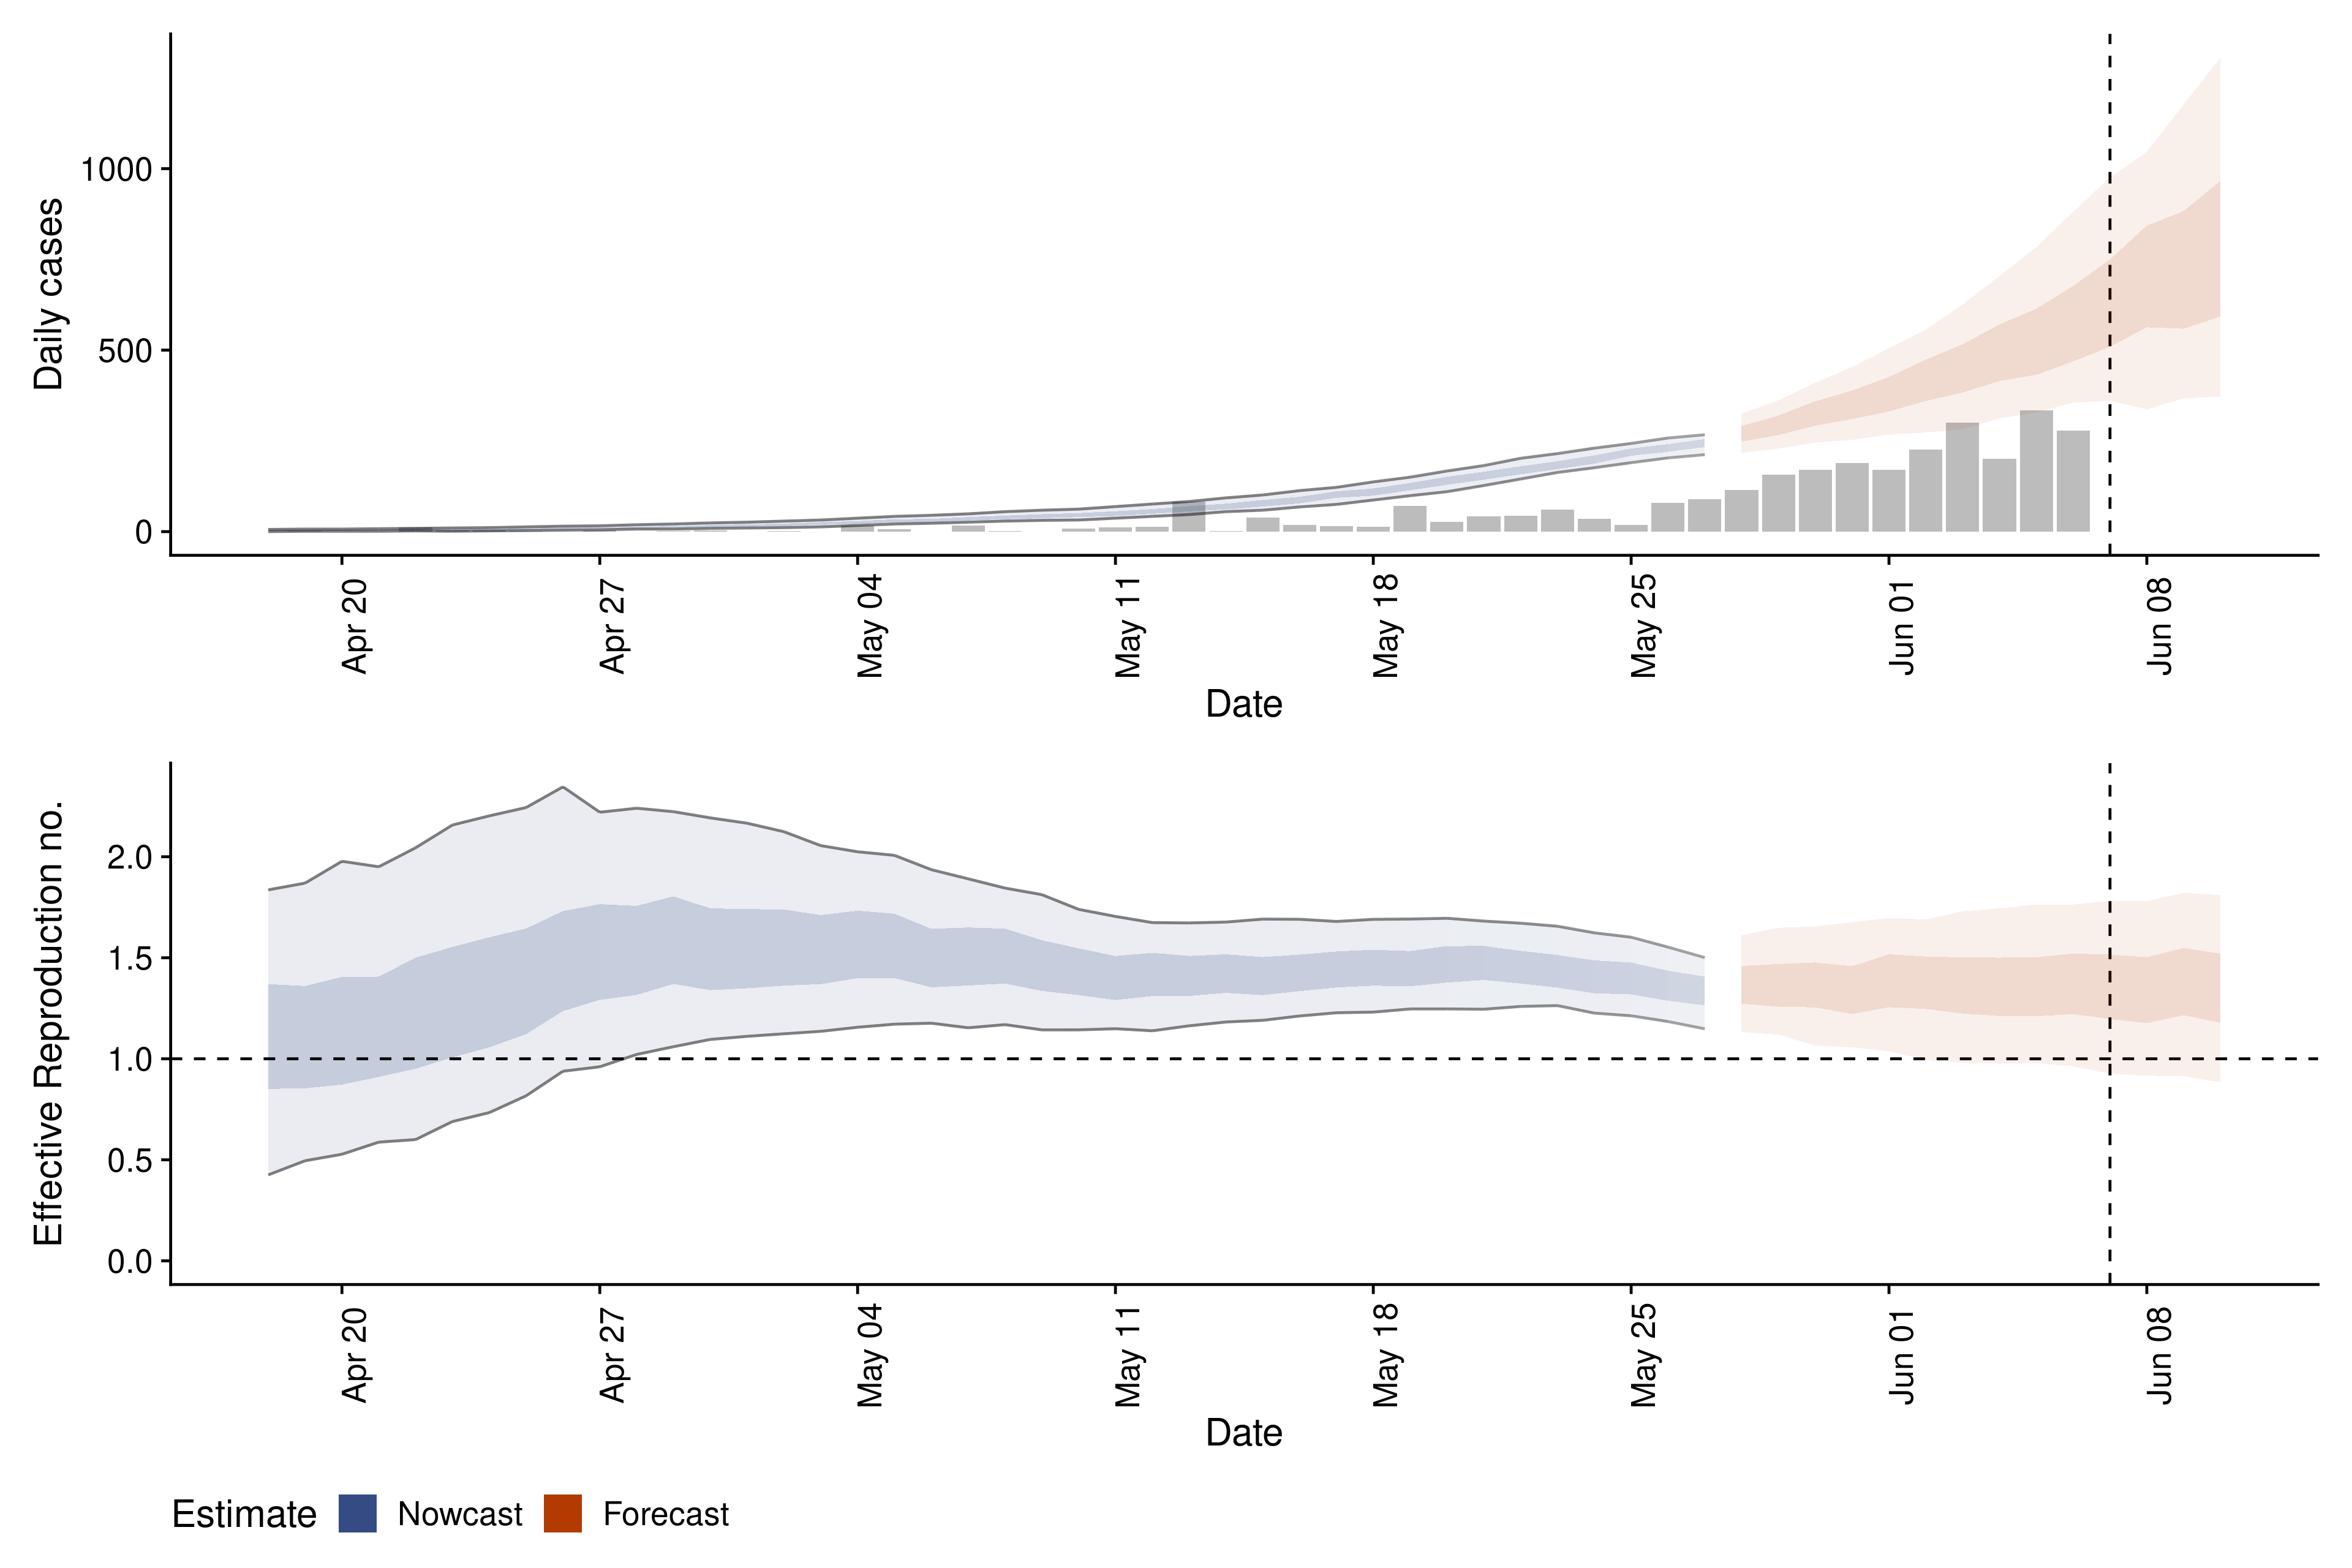 Daily cases
1000
500
0
Apr 20
Apr 27
May 04
May 11
May 18
May 25
Jun 01
Jun 08
Date
Effective Reproduction no.
2.0
1.5
1.0
0.5
0.0
Apr 20
Apr 27
May 04
May 11
May 18
May 25
Jun 01
Jun 08
Date
Estimate Nowcast Forecast